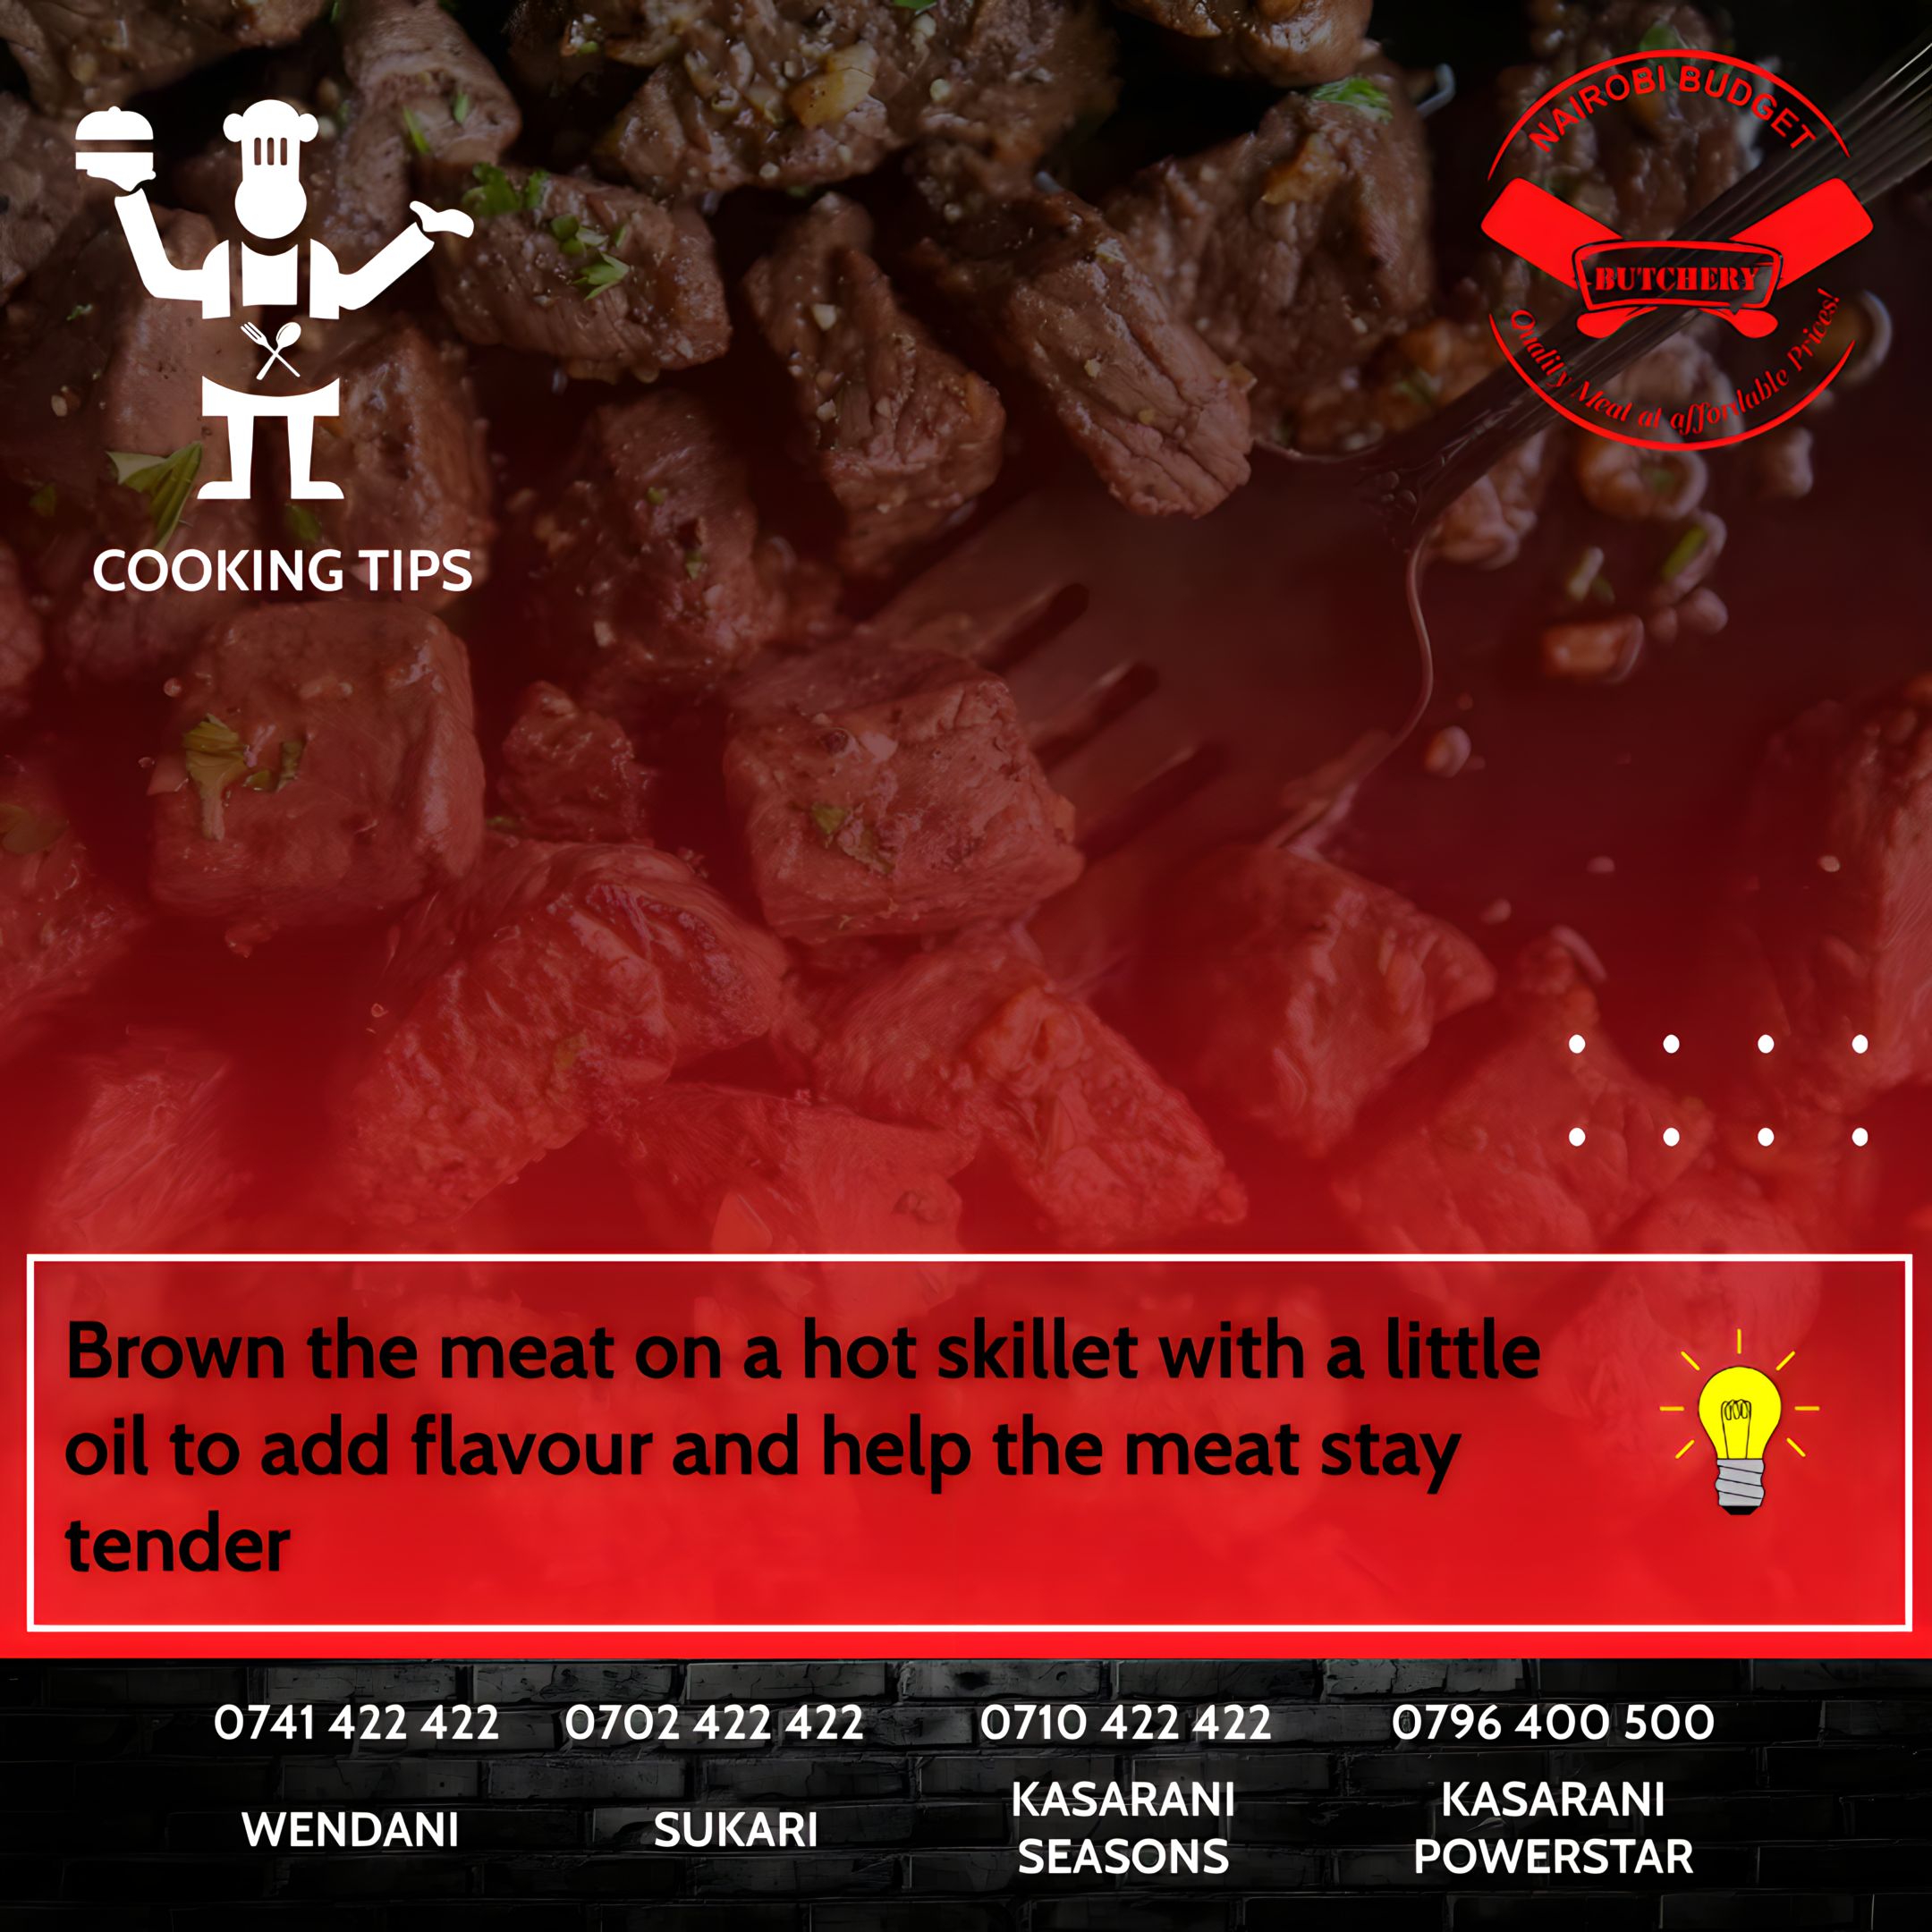 NAIROBI BUDGET
BUTCHERY
Quality Meat at affordable Prices!
COOKING TIPS
Brown the meat on a hot skillet with a little
oil to add flavour and help the meat stay
tender
0741 422 422
WENDANI
0702 422 422
SUKARI
0710 422 422
KASARANI
SEASONS
0796 400 500
KASARANI
POWERSTAR